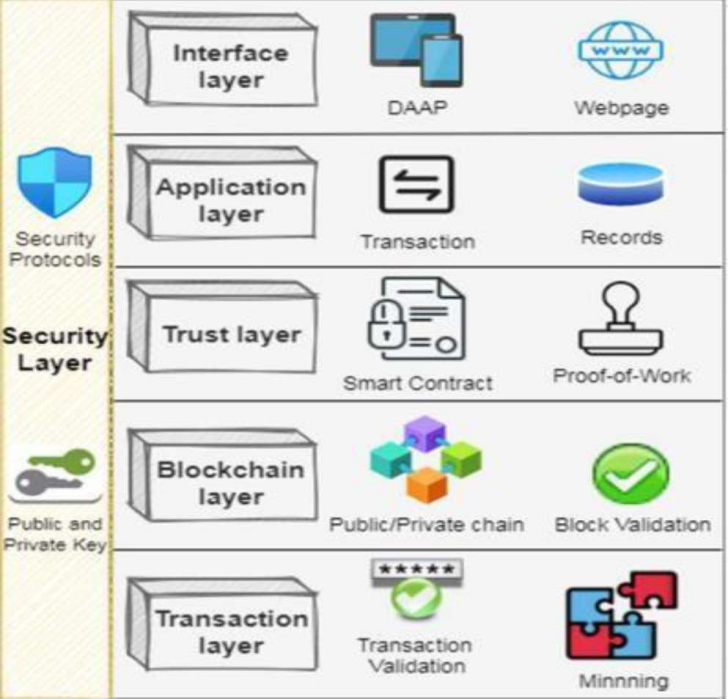 Interface
layer
DAAP
Webpage
Security
Protocols
Application
layer
Transaction
Records
Security
Layer
Trust layer
Smart Contract
Proof-of-Work
Public and
Private Key
Blockchain
layer
Public/Private chain
Block Validation
Transaction
layer
*****
Transaction
Validation
Minnning
www